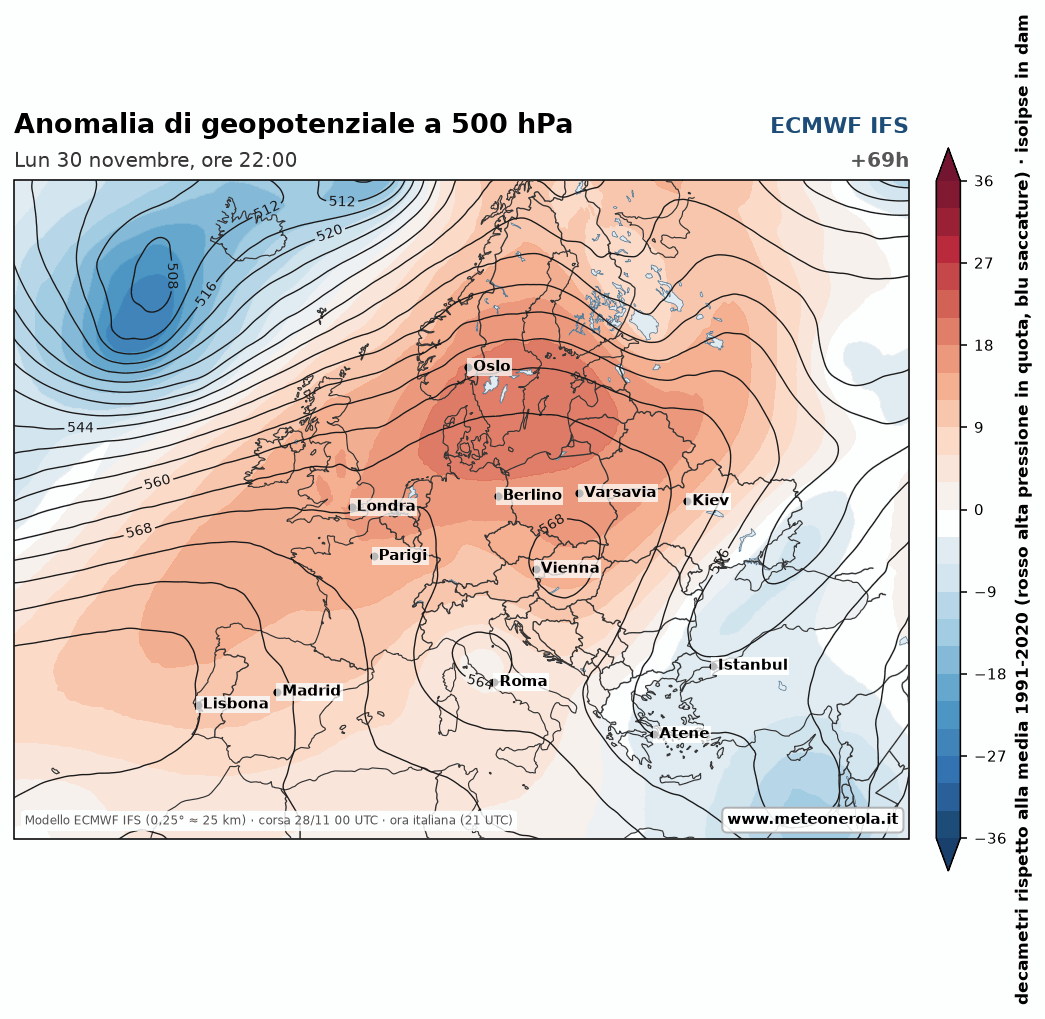 Anomalia di geopotenziale a 500 hPa
ECMWF IFS
Lun 30 novembre, ore 22:00
+69h
512
512
520
508
516
544
560
568
568
564
Oslo
Berlino
Varsavia
Kiev
Londra
Parigi
Vienna
Istanbul
Roma
Madrid
Lisbona
Atene
Modello ECMWF IFS (0,25° ≈ 25 km) · corsa 28/11 00 UTC · ora italiana (21 UTC)
www.meteonerola.it
36
27
18
9
0
−9
−18
−27
−36
decametri rispetto alla media 1991-2020 (rosso alta pressione in quota, blu saccature) · isoipse in dam